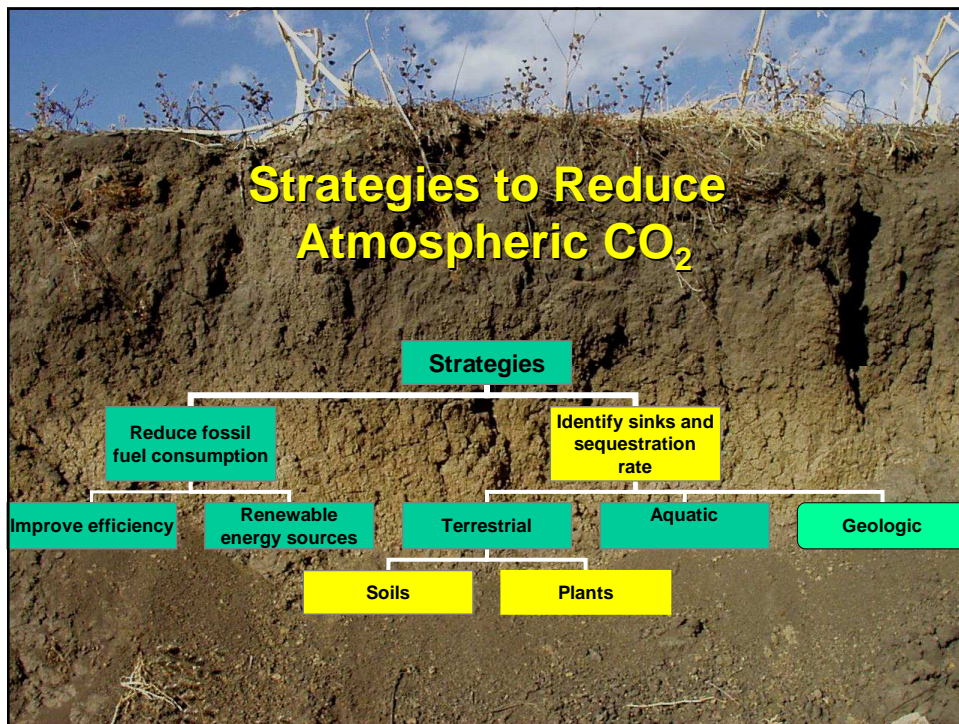 Strategies to Reduce
Atmospheric CO₂
Strategies
Reduce fossil
fuel consumption
Identify sinks and
sequestration
rate
Improve efficiency
Renewable
energy sources
Terrestrial
Aquatic
Geologic
Soils
Plants